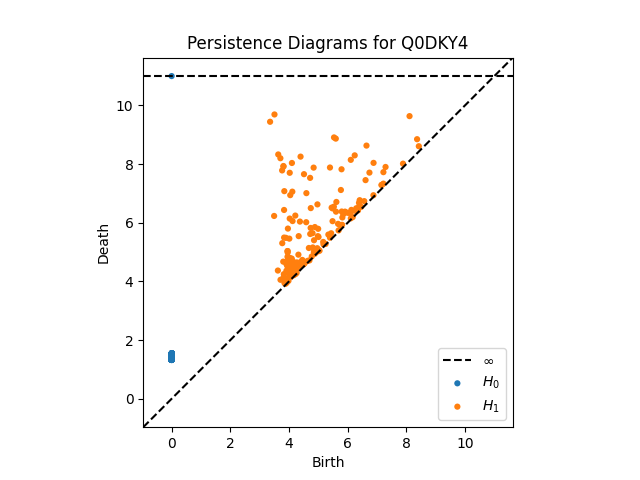 Persistence Diagrams for Q0DKY4
Death
10
8
6
4
2
0
∞
H₀
H₁
0 2 4 6 8 10
Birth